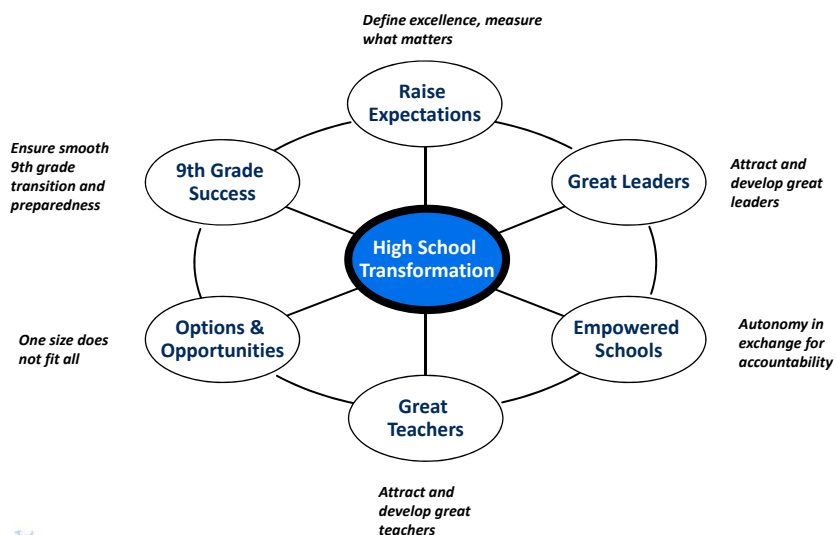 Define excellence, measure
what matters
Raise
Expectations
Ensure smooth
9th grade
transition and
preparedness
9th Grade
Success
Great Leaders
Attract and
develop great
leaders
High School
Transformation
One size does
not fit all
Options &
Opportunities
Empowered
Schools
Autonomy in
exchange for
accountability
Great
Teachers
Attract and
develop great
teachers